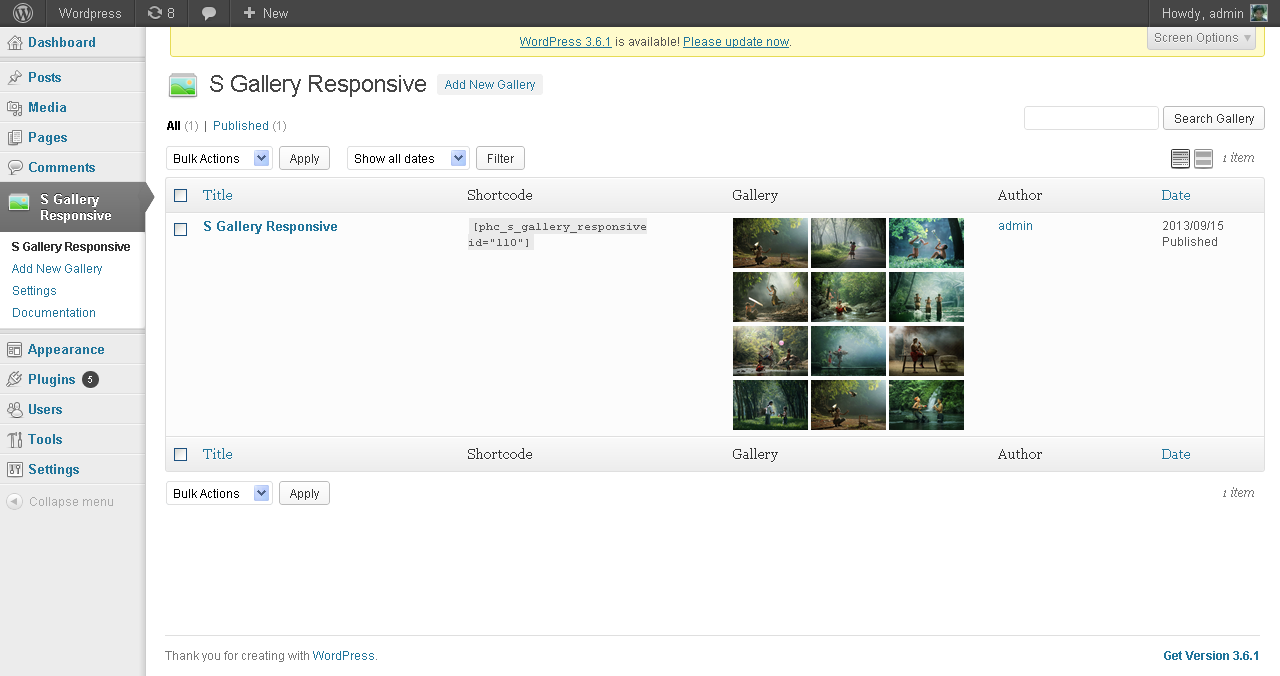 Wordpress 8 New Howdy, admin
WordPress 3.6.1 is available! Please update now.
Screen Options
Dashboard
Posts
Media
Pages
Comments
S Gallery
Responsive
S Gallery Responsive
Add New Gallery
Settings
Documentation
Appearance
Plugins 5
Users
Tools
Settings
Collapse menu
S Gallery Responsive Add New Gallery
All (1) | Published (1)
Search Gallery
Bulk Actions Apply Show all dates Filter 1 item
Title Shortcode Gallery Author Date
S Gallery Responsive [phc_s_gallery_responsive admin 2013/09/15
id="110"] Published
Title Shortcode Gallery Author Date
Bulk Actions Apply 1 item
Thank you for creating with WordPress. Get Version 3.6.1